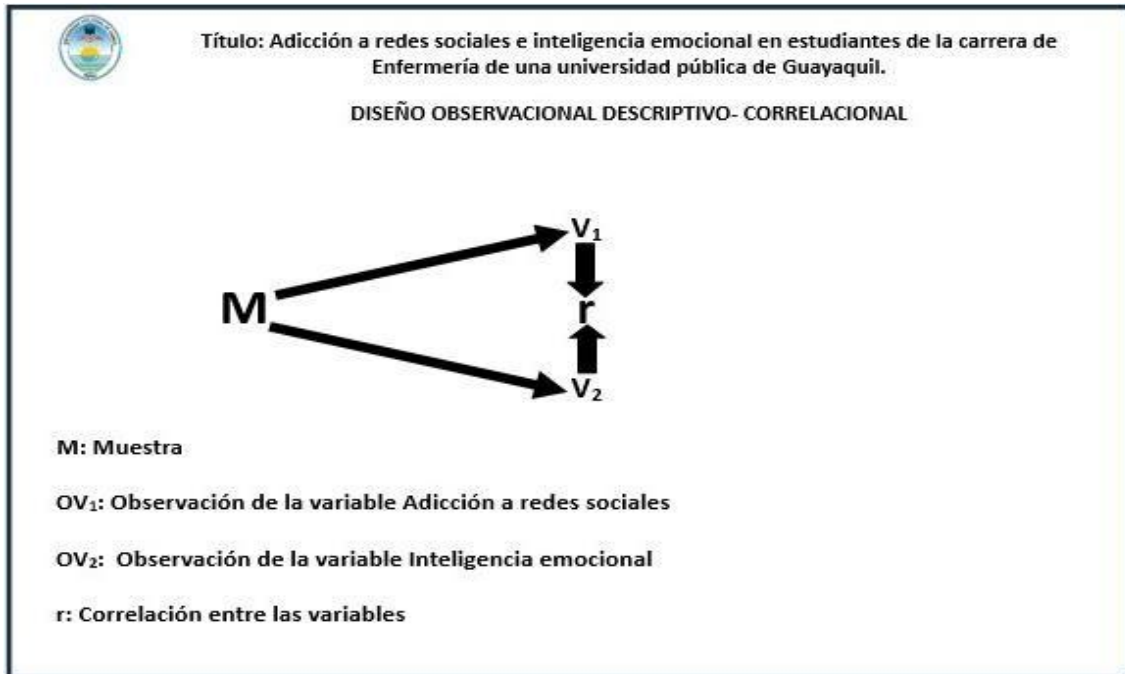 Título: Adicción a redes sociales e inteligencia emocional en estudiantes de la carrera de
Enfermería de una universidad pública de Guayaquil.
DISEÑO OBSERVACIONAL DESCRIPTIVO- CORRELACIONAL
V₁
M
r
V₂
M: Muestra
OV₁: Observación de la variable Adicción a redes sociales
OV₂: Observación de la variable Inteligencia emocional
r: Correlación entre las variables